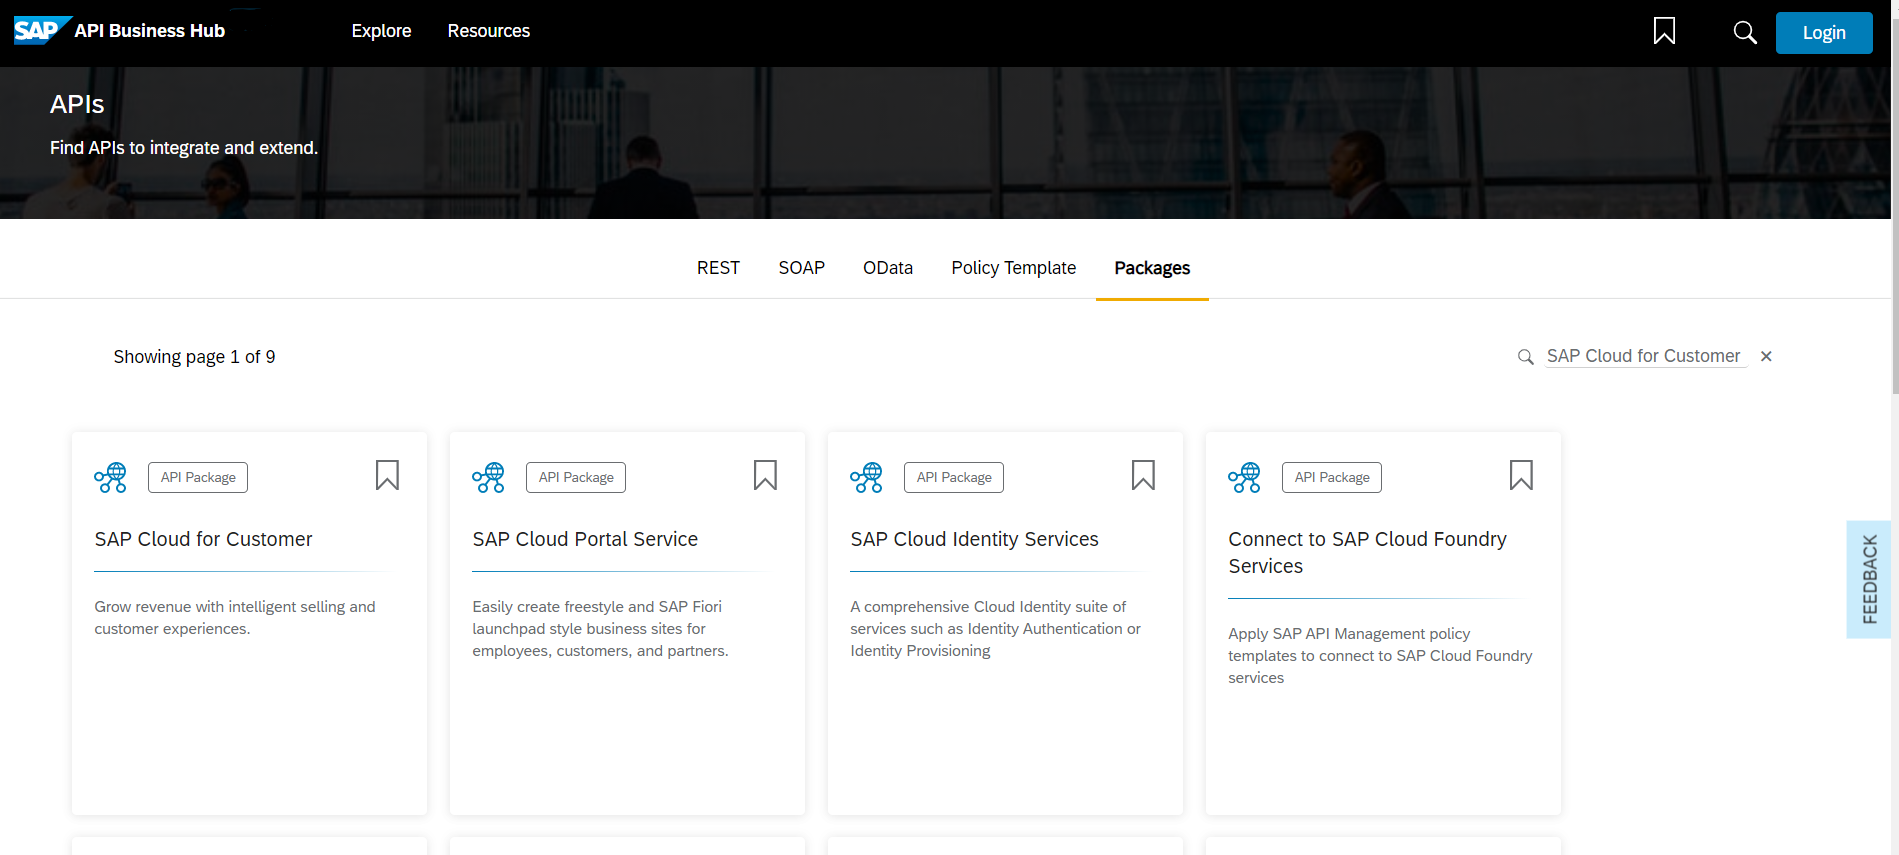 SAP API Business Hub Explore Resources Login
APIs
Find APIs to integrate and extend.
REST SOAP OData Policy Template Packages
Showing page 1 of 9 SAP Cloud for Customer ✕
API Package
SAP Cloud for Customer
Grow revenue with intelligent selling and
customer experiences.
API Package
SAP Cloud Portal Service
Easily create freestyle and SAP Fiori
launchpad style business sites for
employees, customers, and partners.
API Package
SAP Cloud Identity Services
A comprehensive Cloud Identity suite of
services such as Identity Authentication or
Identity Provisioning
API Package
Connect to SAP Cloud Foundry
Services
Apply SAP API Management policy
templates to connect to SAP Cloud Foundry
services
FEEDBACK